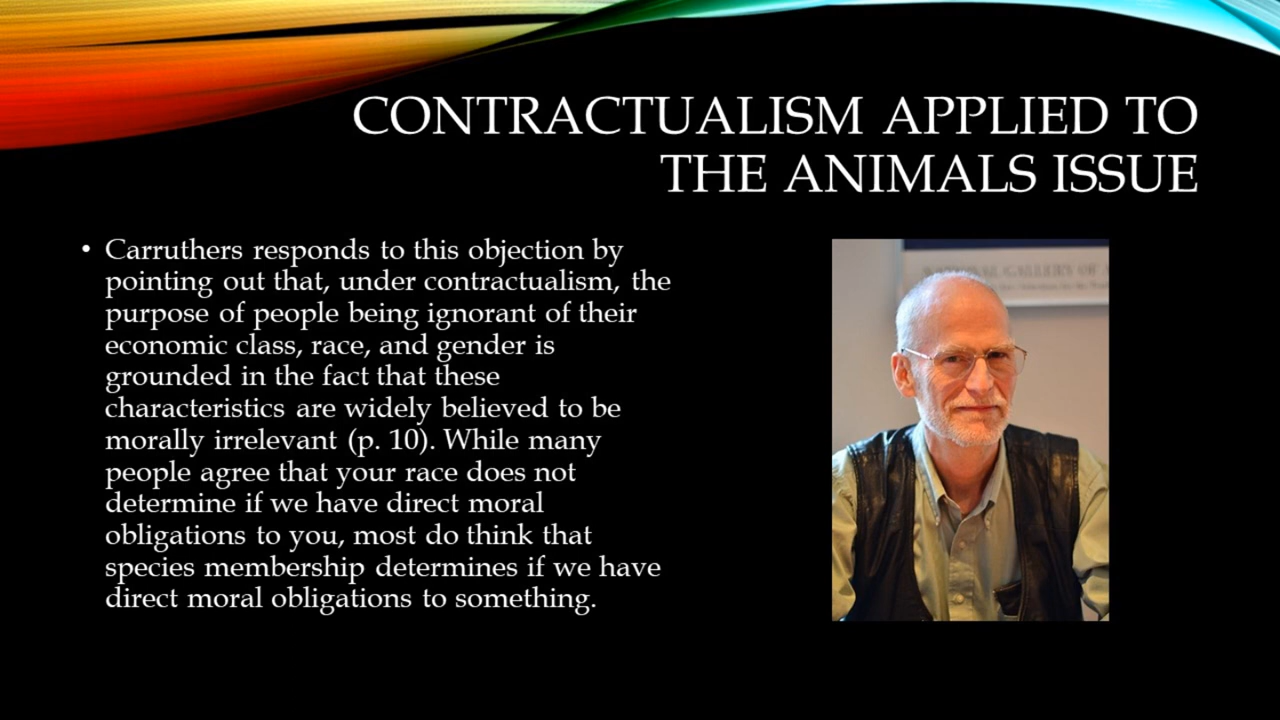 CONTRACTUALISM APPLIED TO
THE ANIMALS ISSUE
• Carruthers responds to this objection by
pointing out that, under contractualism, the
purpose of people being ignorant of their
economic class, race, and gender is
grounded in the fact that these
characteristics are widely believed to be
morally irrelevant (p. 10). While many
people agree that your race does not
determine if we have direct moral
obligations to you, most do think that
species membership determines if we have
direct moral obligations to something.
NATIONAL GALLERY OF A